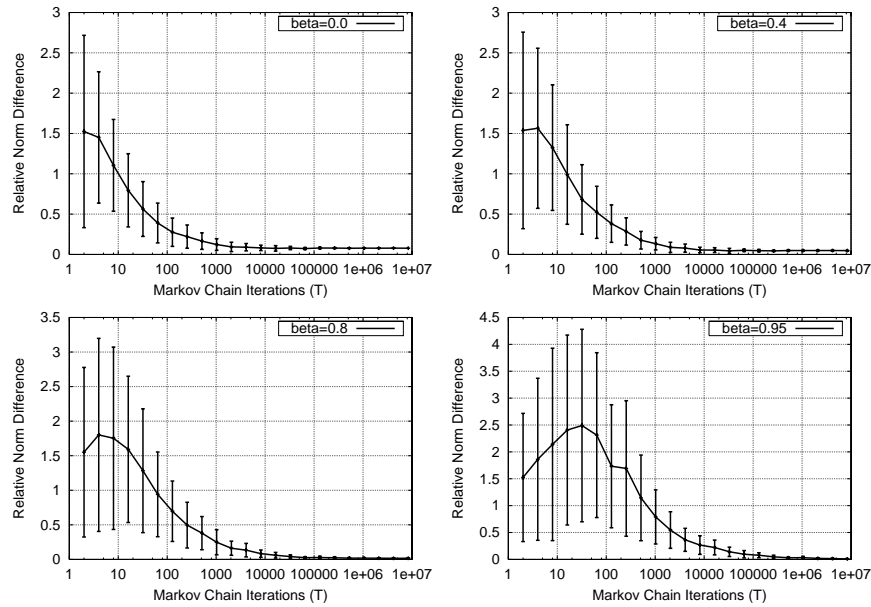 beta=0.0
Relative Norm Difference
3
2.5
2
1.5
1
0.5
0
1 10 100 1000 10000 100000 1e+06 1e+07
Markov Chain Iterations (T)
beta=0.4
Relative Norm Difference
3
2.5
2
1.5
1
0.5
0
1 10 100 1000 10000 100000 1e+06 1e+07
Markov Chain Iterations (T)
beta=0.8
Relative Norm Difference
3.5
3
2.5
2
1.5
1
0.5
0
1 10 100 1000 10000 100000 1e+06 1e+07
Markov Chain Iterations (T)
beta=0.95
Relative Norm Difference
4.5
4
3.5
3
2.5
2
1.5
1
0.5
0
1 10 100 1000 10000 100000 1e+06 1e+07
Markov Chain Iterations (T)